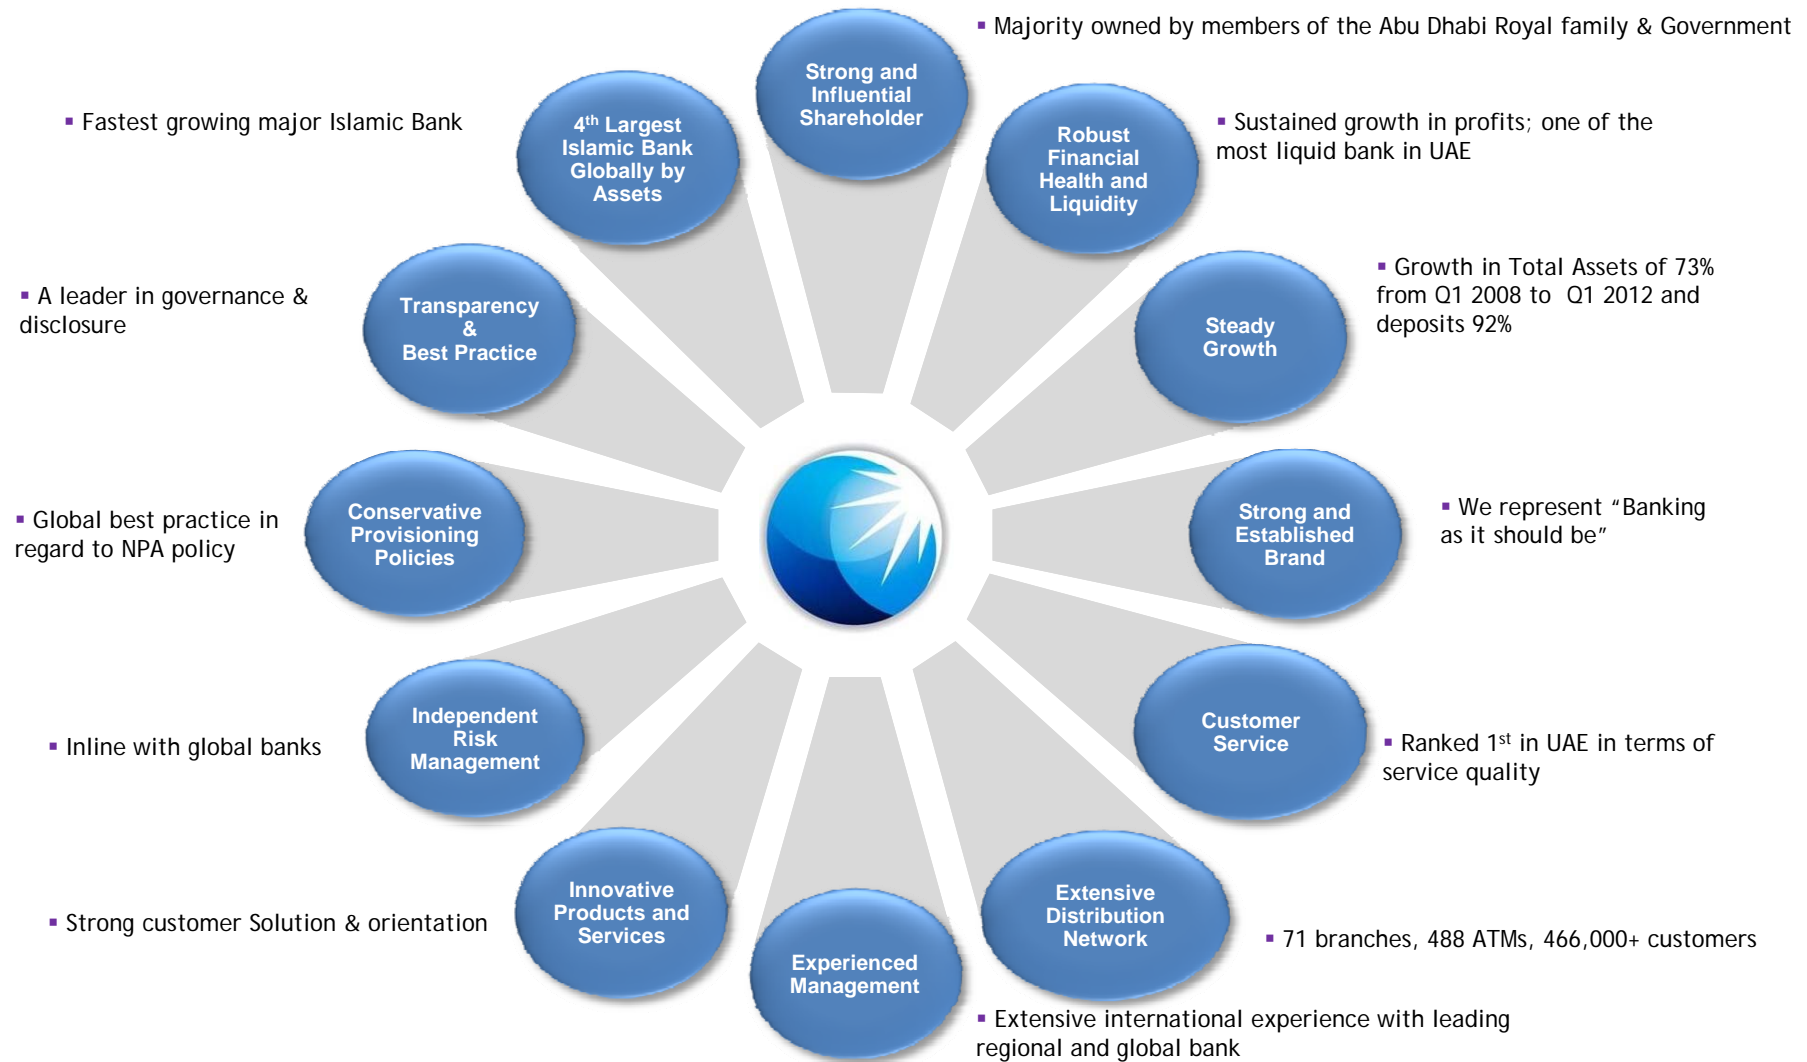 ▪ Majority owned by members of the Abu Dhabi Royal family & Government
Strong and
Influential
Shareholder
▪ Sustained growth in profits; one of the
most liquid bank in UAE
Robust
Financial
Health and
Liquidity
▪ Growth in Total Assets of 73%
from Q1 2008 to  Q1 2012 and
deposits 92%
Steady
Growth
▪ We represent “Banking
as it should be”
Strong and
Established
Brand
Customer
Service
▪ Ranked 1st in UAE in terms of
service quality
Extensive
Distribution
Network
▪ 71 branches, 488 ATMs, 466,000+ customers
Experienced
Management
▪ Extensive international experience with leading
regional and global bank
Innovative
Products and
Services
▪ Strong customer Solution & orientation
Independent
Risk
Management
▪ Inline with global banks
Conservative
Provisioning
Policies
▪ Global best practice in
regard to NPA policy
Transparency
&
Best Practice
▪ A leader in governance &
disclosure
4th Largest
Islamic Bank
Globally by
Assets
▪ Fastest growing major Islamic Bank